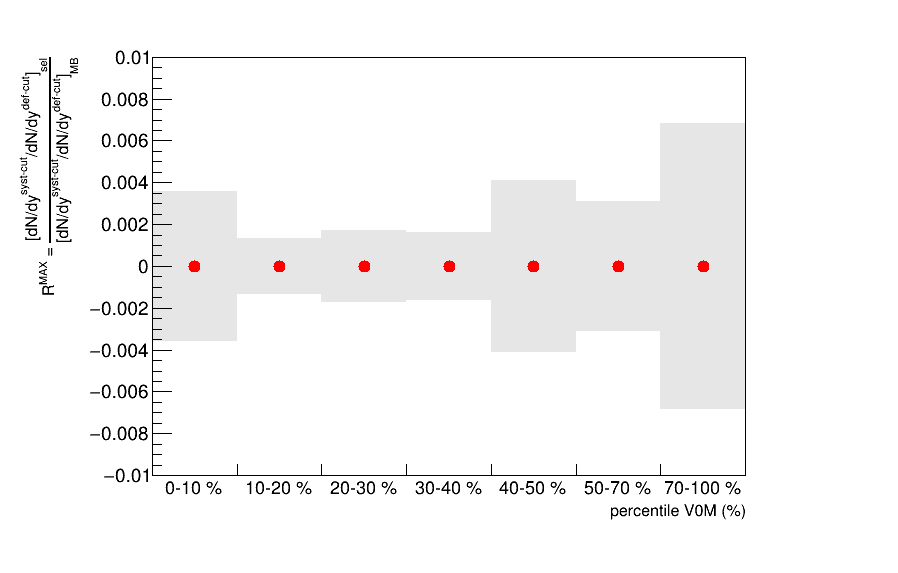 R^MAX = [dN/dy^syst-cut/dN/dy^def-cut]_sel
[dN/dy^syst-cut/dN/dy^def-cut]_MB
0.01
0.008
0.006
0.004
0.002
0
−0.002
−0.004
−0.006
−0.008
−0.01
0-10 % 10-20 % 20-30 % 30-40 % 40-50 % 50-70 % 70-100 %
percentile V0M (%)